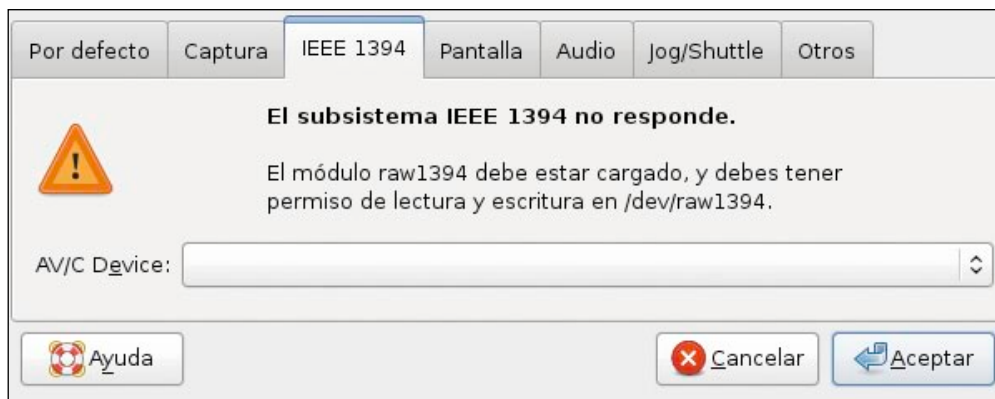 Por defecto Captura IEEE 1394 Pantalla Audio Jog/Shuttle Otros
El subsistema IEEE 1394 no responde.
El módulo raw1394 debe estar cargado, y debes tener
permiso de lectura y escritura en /dev/raw1394.
AV/C Device:
Ayuda Cancelar Aceptar